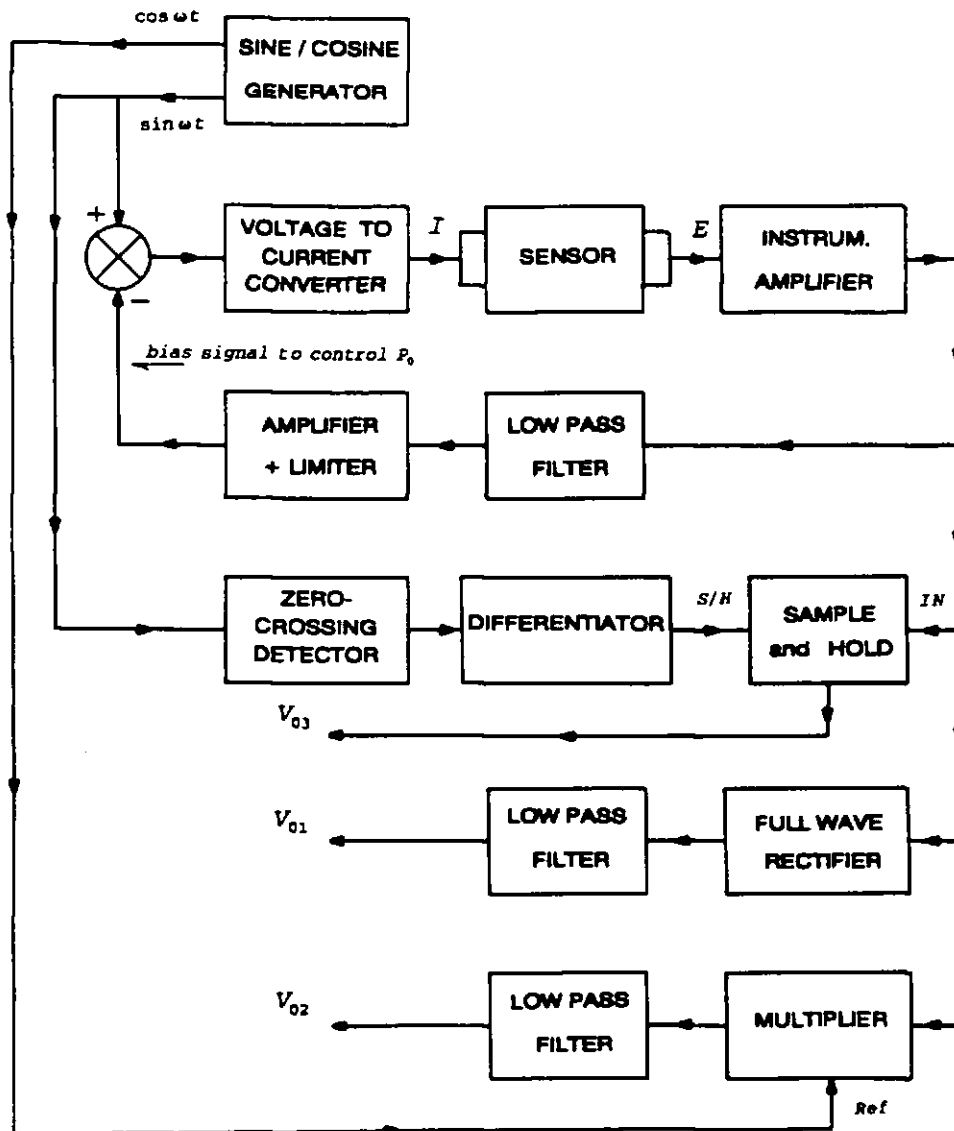 cos ωt
SINE / COSINE
GENERATOR
sin ωt
+
VOLTAGE TO
CURRENT
CONVERTER
I
SENSOR
E
INSTRUM.
AMPLIFIER
−
bias signal to control P₀
AMPLIFIER
+ LIMITER
LOW PASS
FILTER
ZERO-
CROSSING
DETECTOR
DIFFERENTIATOR
S/H
SAMPLE
and HOLD
IN
V₀₃
V₀₁
LOW PASS
FILTER
FULL WAVE
RECTIFIER
V₀₂
LOW PASS
FILTER
MULTIPLIER
Ref